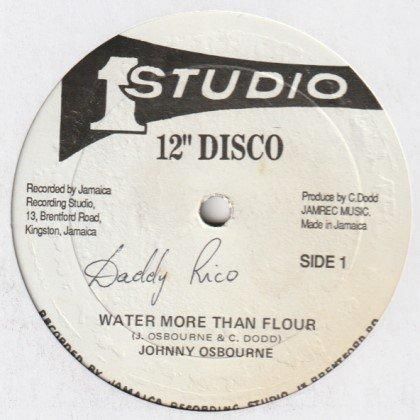 1 STUDIO
12" DISCO
Recorded by Jamaica
Recording Studio,
13, Brentford Road,
Kingston, Jamaica
Produce by C.Dodd
JAMREC MUSIC.
Made in Jamaica
Daddy Rico
SIDE 1
WATER MORE THAN FLOUR
(J. OSBOURNE & C. DODD)
JOHNNY OSBOURNE
RECORDED BY JAMAICA RECORDING STUDIO 13 BRENTFORD RD